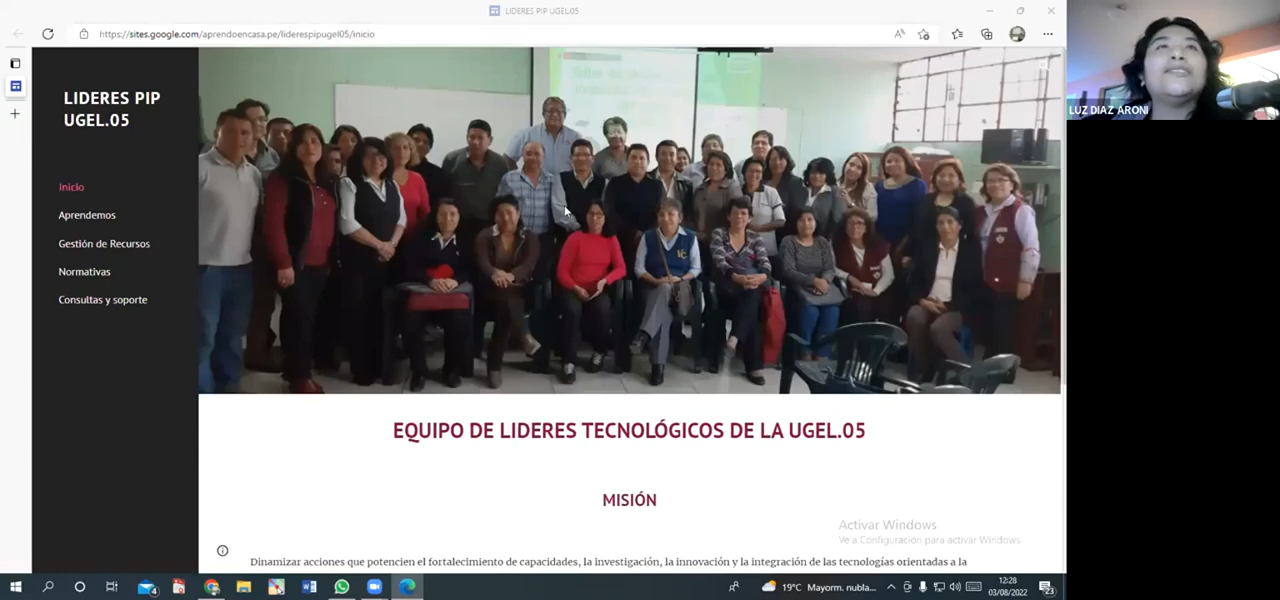 LIDERES PIP UGEL.05
https://sites.google.com/aprendoencasa.pe/liderespipugel05/inicio
LUZ DIAZ ARONI
LIDERES PIP
UGEL.05
Inicio
Aprendemos
Gestión de Recursos
Normativas
Consultas y soporte
EQUIPO DE LIDERES TECNOLÓGICOS DE LA UGEL.05
MISIÓN
Activar Windows
Ve a Configuración para activar Windows.
Dinamizar acciones que potencien el fortalecimiento de capacidades, la investigación, la innovación y la integración de las tecnologías orientadas a la
19°C Mayorm. nubla...
12:28
03/08/2022
23